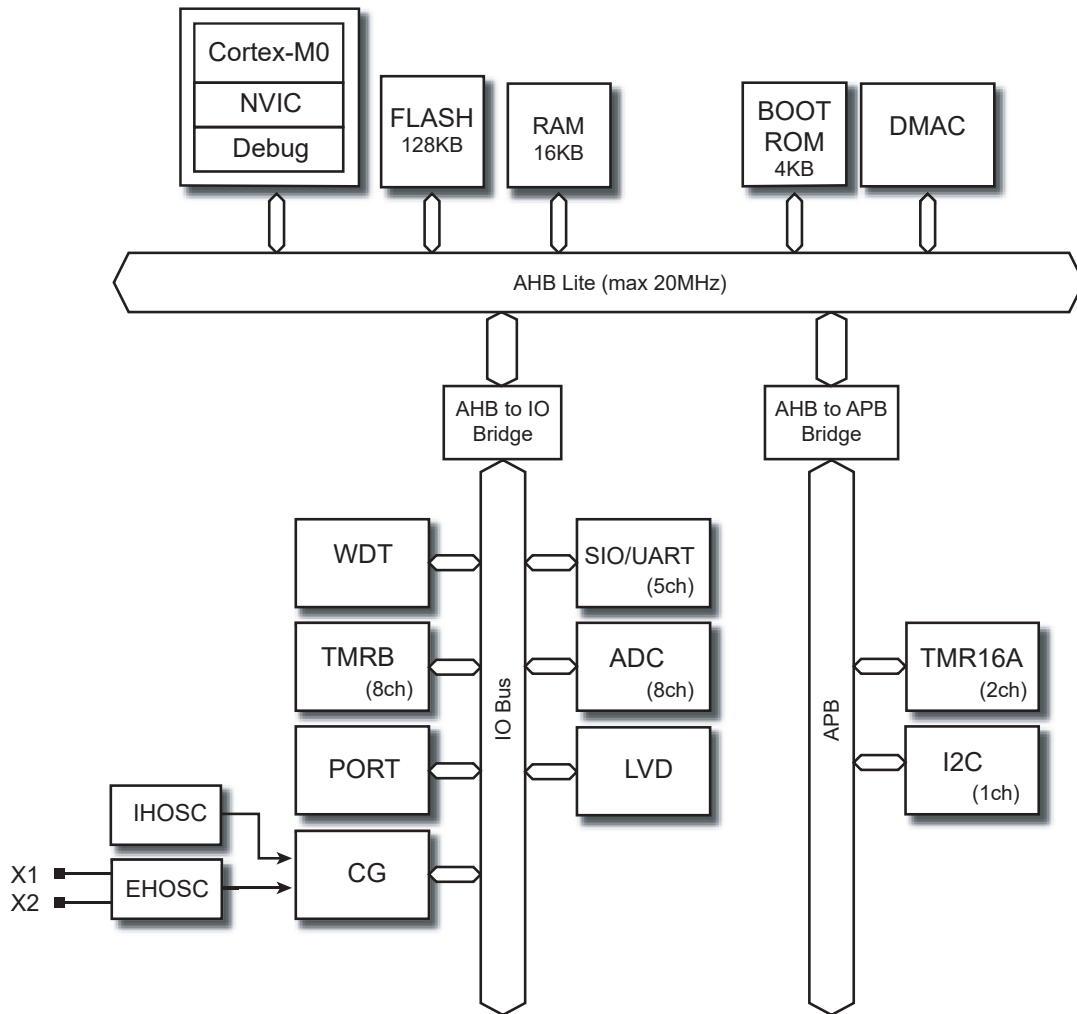 Cortex-M0
NVIC
Debug
FLASH
128KB
RAM
16KB
BOOT
ROM
4KB
DMAC
AHB Lite (max 20MHz)
AHB to IO
Bridge
AHB to APB
Bridge
WDT
SIO/UART
(5ch)
TMRB
(8ch)
ADC
(8ch)
TMR16A
(2ch)
IO Bus
APB
PORT
LVD
I2C
(1ch)
IHOSC
CG
X1
X2
EHOSC